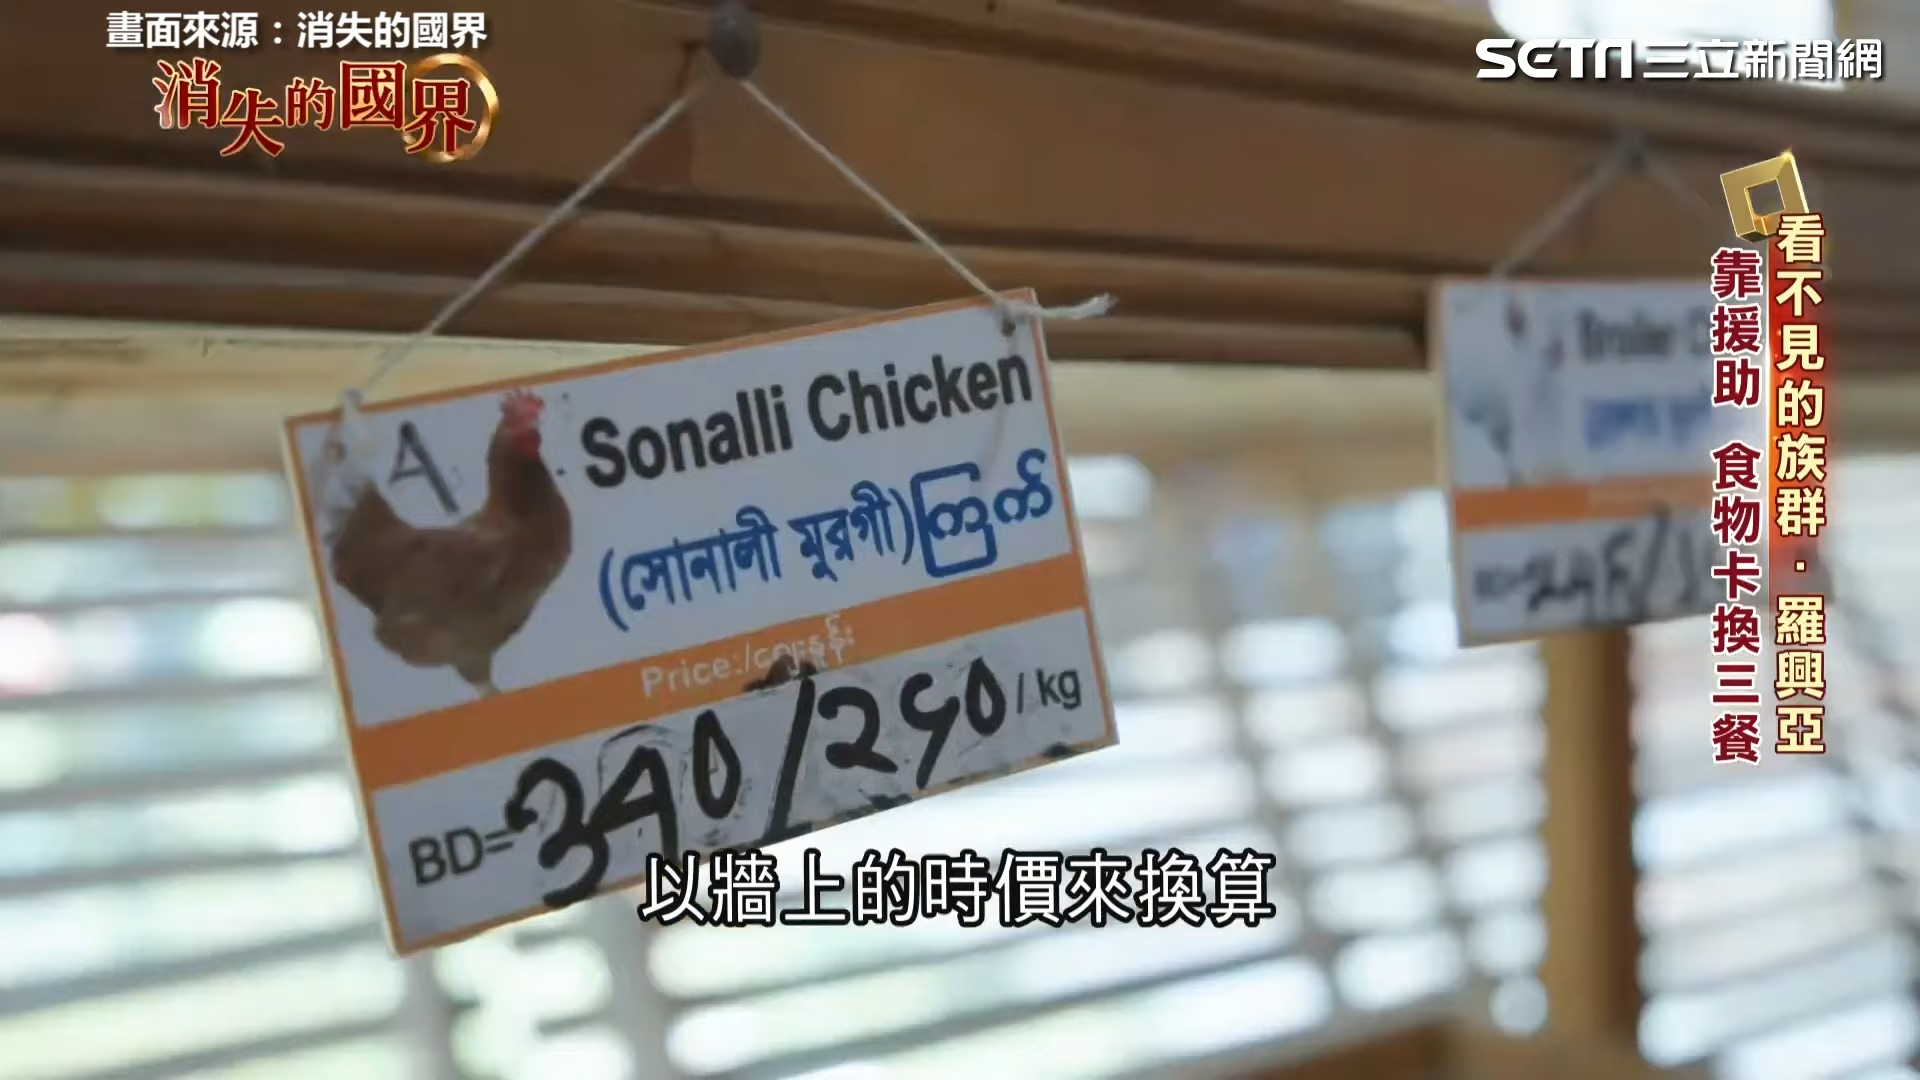 畫面來源：消失的國界
消失的國界
SETN三立新聞網
看不見的族群．羅興亞
靠援助 食物卡換三餐
A
Sonalli Chicken
(সোনালী মুরগী)ကြက်
Price:/ဈေးနှုန်း
BD=340/290/kg
以牆上的時價來換算